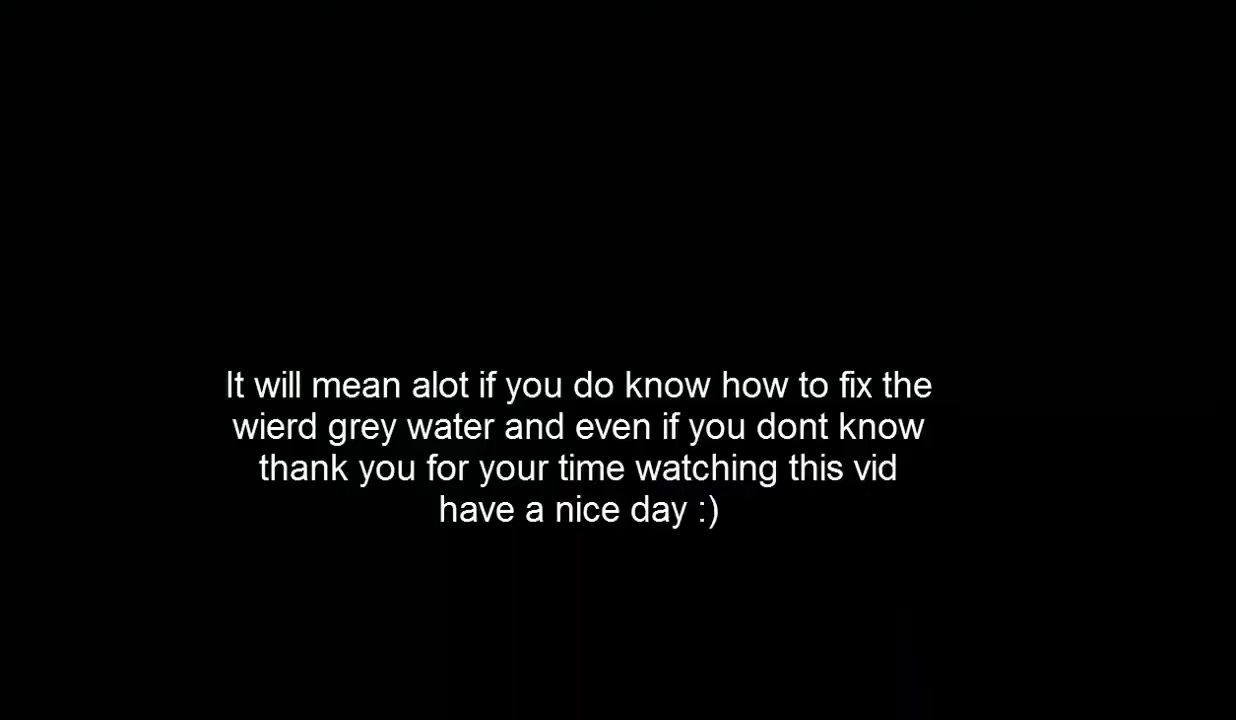 It will mean alot if you do know how to fix the
wierd grey water and even if you dont know
thank you for your time watching this vid
have a nice day :)